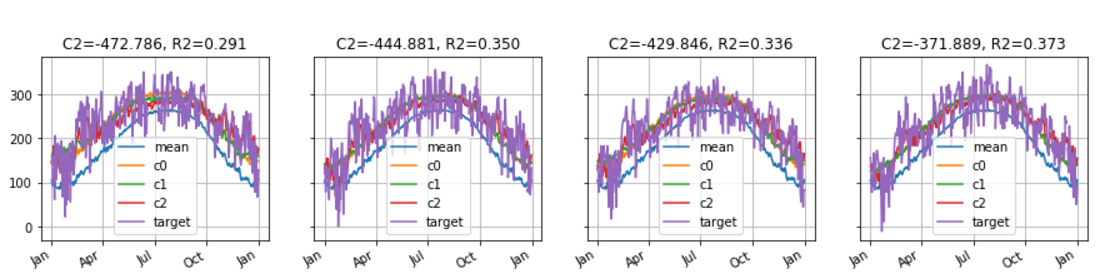 C2=-472.786, R2=0.291
C2=-444.881, R2=0.350
C2=-429.846, R2=0.336
C2=-371.889, R2=0.373
300
200
100
0
mean
c0
c1
c2
target
mean
c0
c1
c2
target
mean
c0
c1
c2
target
mean
c0
c1
c2
target
Jan
Apr
Jul
Oct
Jan
Jan
Apr
Jul
Oct
Jan
Jan
Apr
Jul
Oct
Jan
Jan
Apr
Jul
Oct
Jan